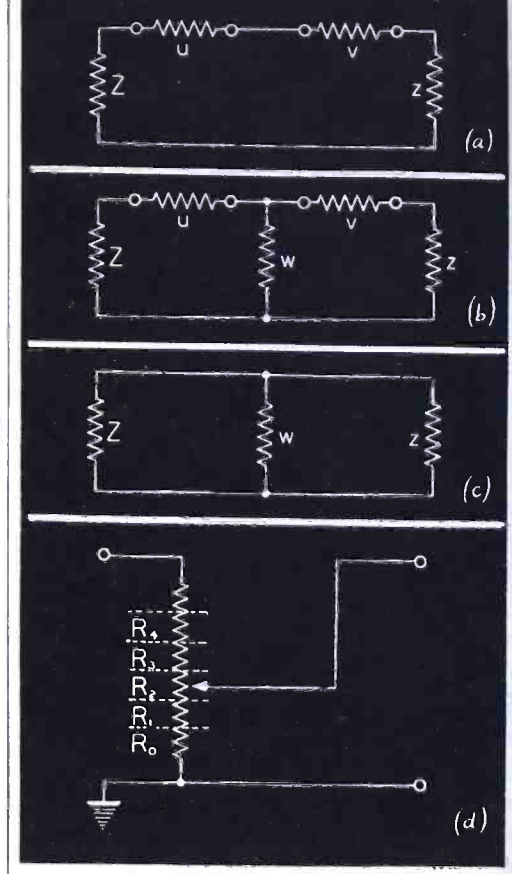 u v
Z z
(a)
u v
Z w z
(b)
Z w z
(c)
R₄
R₃
R₂
R₁
R₀
(d)